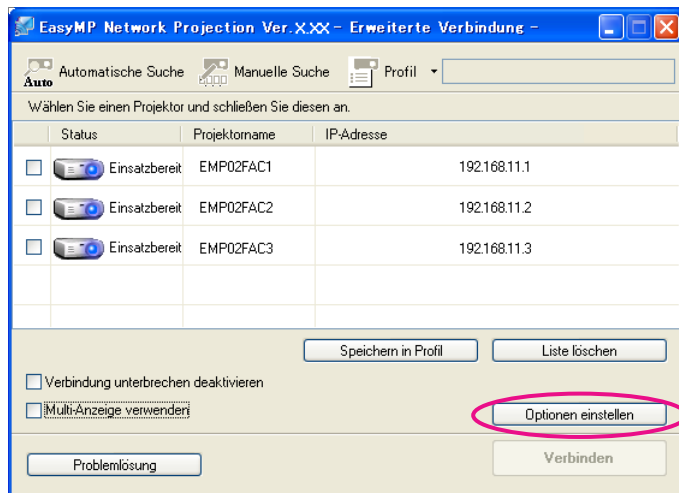 EasyMP Network Projection Ver.X.XX - Erweiterte Verbindung -
Auto Automatische Suche Manuelle Suche Profil
Wählen Sie einen Projektor und schließen Sie diesen an.
Status Projektorname IP-Adresse
Einsatzbereit EMP02FAC1 192.168.11.1
Einsatzbereit EMP02FAC2 192.168.11.2
Einsatzbereit EMP02FAC3 192.168.11.3
Speichern in Profil Liste löschen
Verbindung unterbrechen deaktivieren
Multi-Anzeige verwenden Optionen einstellen
Problemlösung Verbinden